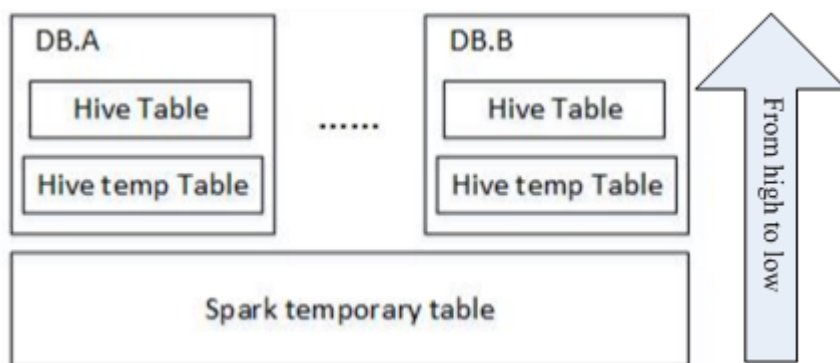 DB.A
Hive Table
Hive temp Table
......
DB.B
Hive Table
Hive temp Table
Spark temporary table
From high to low